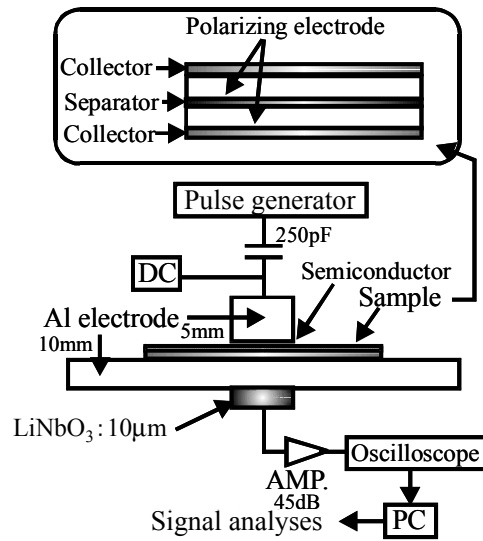 Polarizing electrode
Collector
Separator
Collector
Pulse generator
250pF
DC
Semiconductor
Sample
Al electrode
5mm
10mm
LiNbO₃: 10μm
AMP.
45dB
Oscilloscope
PC
Signal analyses